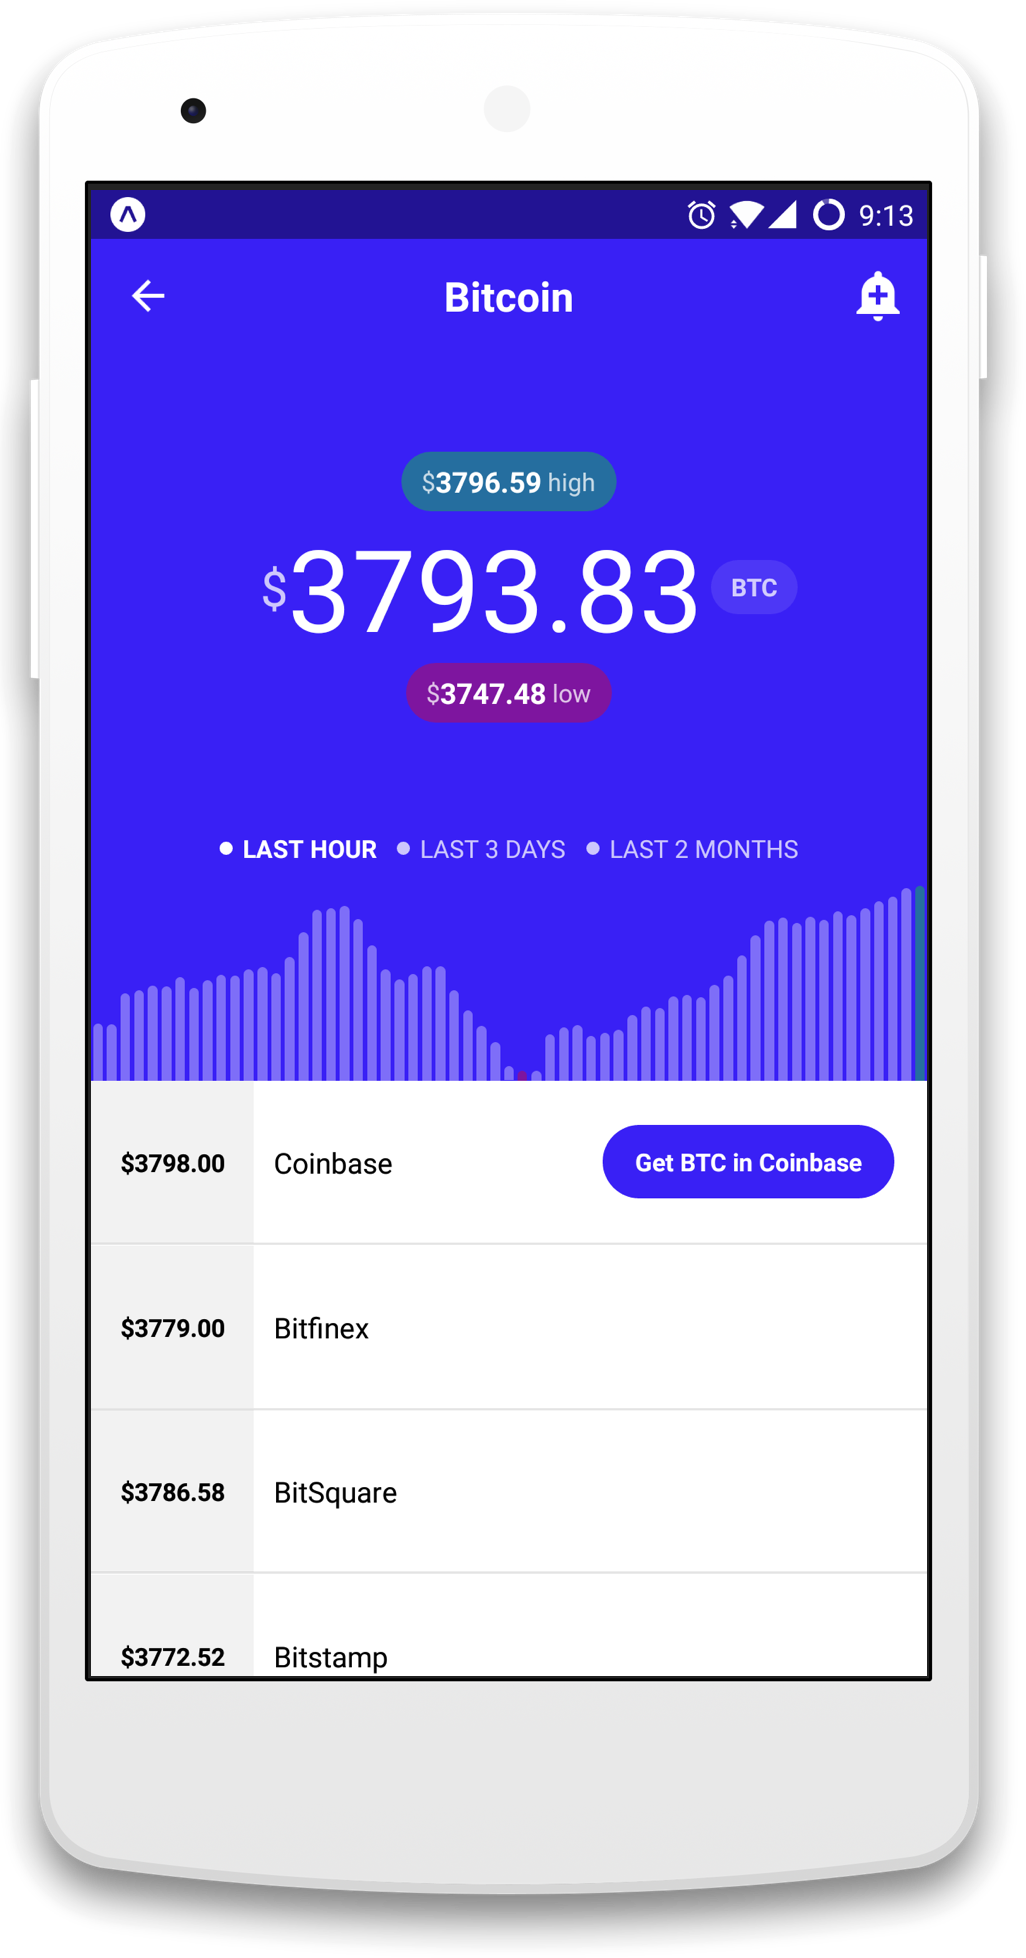 9:13
Bitcoin
$3796.59 high
$3793.83 BTC
$3747.48 low
LAST HOUR LAST 3 DAYS LAST 2 MONTHS
$3798.00 Coinbase Get BTC in Coinbase
$3779.00 Bitfinex
$3786.58 BitSquare
$3772.52 Bitstamp